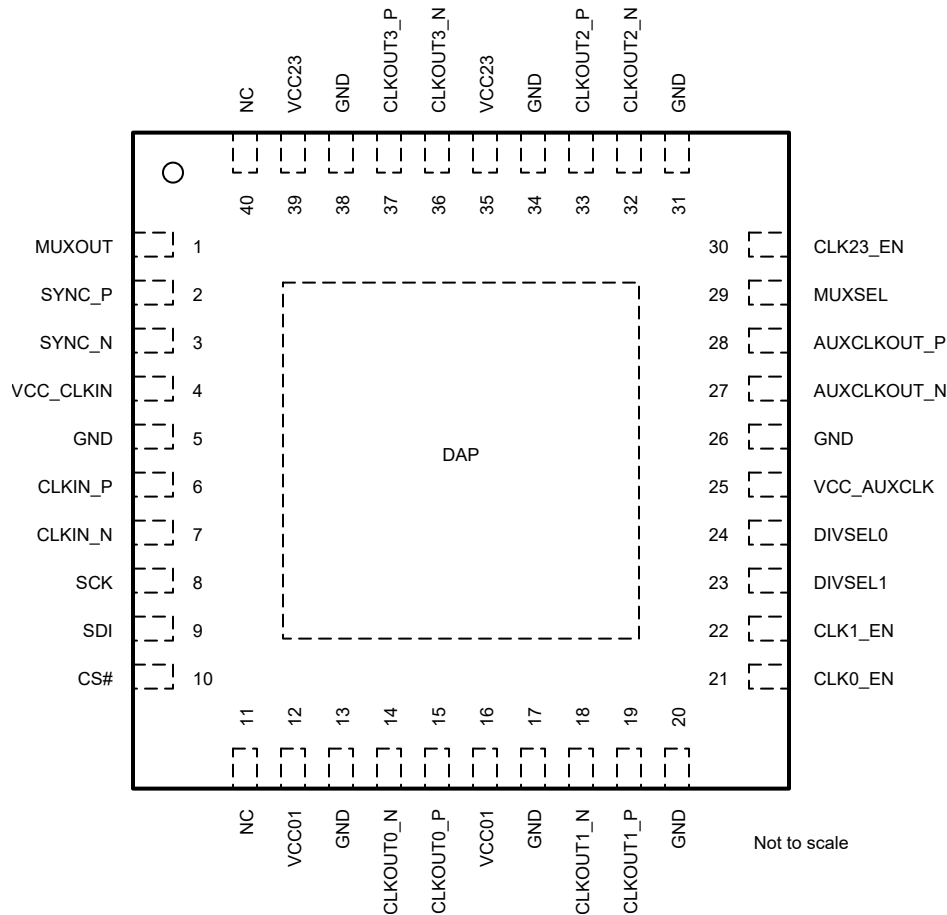 NC
VCC23
GND
CLKOUT3_P
CLKOUT3_N
VCC23
GND
CLKOUT2_P
CLKOUT2_N
GND
40
39
38
37
36
35
34
33
32
31
MUXOUT 1
SYNC_P 2
SYNC_N 3
VCC_CLKIN 4
GND 5
CLKIN_P 6
CLKIN_N 7
SCK 8
SDI 9
CS# 10
DAP
30 CLK23_EN
29 MUXSEL
28 AUXCLKOUT_P
27 AUXCLKOUT_N
26 GND
25 VCC_AUXCLK
24 DIVSEL0
23 DIVSEL1
22 CLK1_EN
21 CLK0_EN
11
12
13
14
15
16
17
18
19
20
NC
VCC01
GND
CLKOUT0_N
CLKOUT0_P
VCC01
GND
CLKOUT1_N
CLKOUT1_P
GND
Not to scale